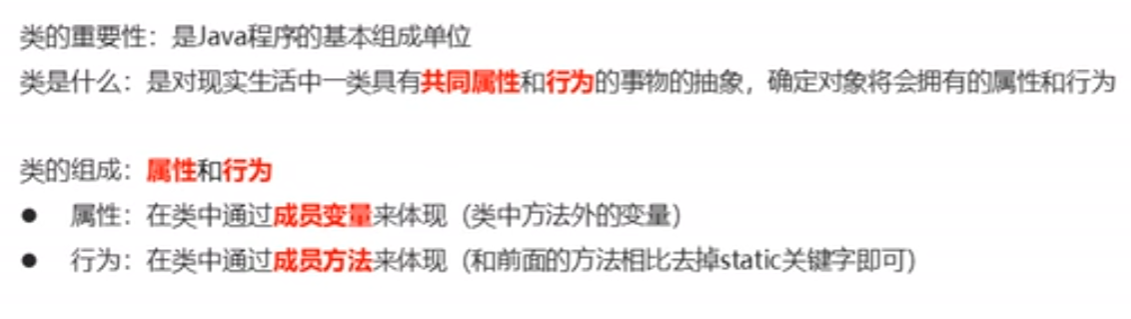 类的重要性：是Java程序的基本组成单位
类是什么：是对现实生活中一类具有共同属性和行为的事物的抽象，确定对象将会拥有的属性和行为
类的组成：属性和行为
● 属性：在类中通过成员变量来体现（类中方法外的变量）
● 行为：在类中通过成员方法来体现（和前面的方法相比去掉static关键字即可）